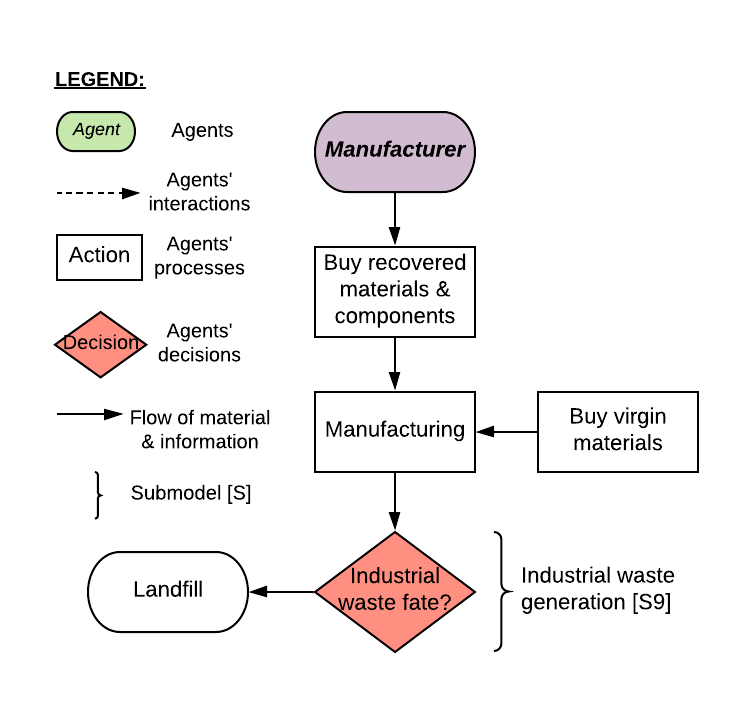 LEGEND:
Agent
Agents
Agents'
interactions
Action
Agents'
processes
Decision
Agents'
decisions
Flow of material
& information
Submodel [S]
Manufacturer
Buy recovered
materials &
components
Manufacturing
Buy virgin
materials
Industrial
waste fate?
Landfill
Industrial waste
generation [S9]